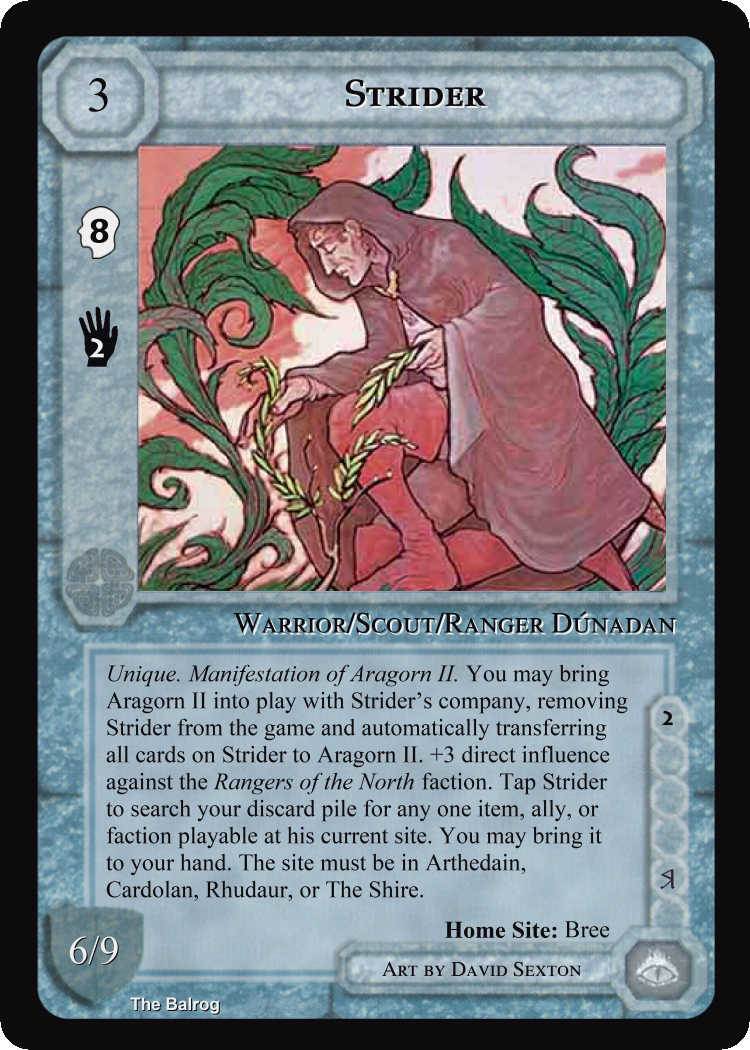 3
STRIDER
8
2
WARRIOR/SCOUT/RANGER DÚNADAN
Unique. Manifestation of Aragorn II. You may bring
Aragorn II into play with Strider's company, removing
Strider from the game and automatically transferring
all cards on Strider to Aragorn II. +3 direct influence
against the Rangers of the North faction. Tap Strider
to search your discard pile for any one item, ally, or
faction playable at his current site. You may bring it
to your hand. The site must be in Arthedain,
Cardolan, Rhudaur, or The Shire.
2
Home Site: Bree
6/9
ART BY DAVID SEXTON
The Balrog